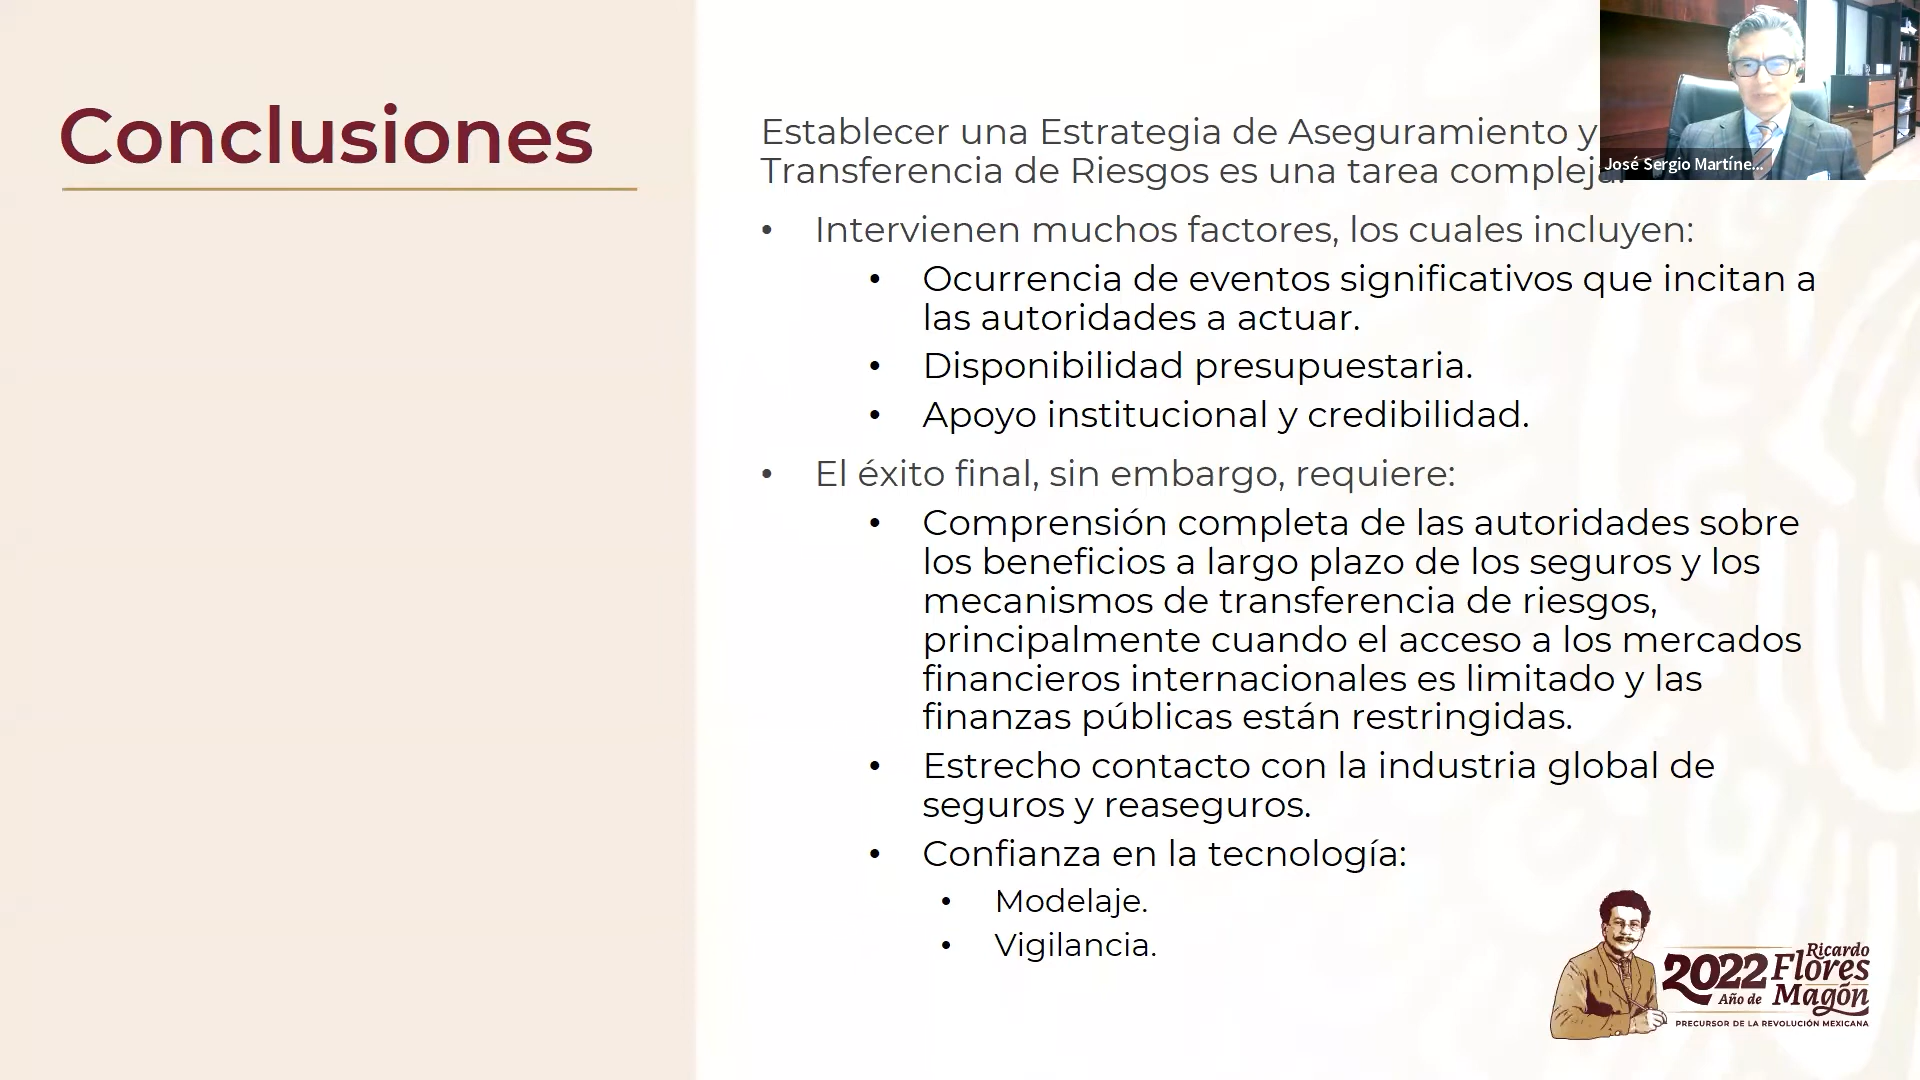 Conclusiones
Establecer una Estrategia de Aseguramiento y
Transferencia de Riesgos es una tarea compleja.
José Sergio Martíne...
• Intervienen muchos factores, los cuales incluyen:
• Ocurrencia de eventos significativos que incitan a
las autoridades a actuar.
• Disponibilidad presupuestaria.
• Apoyo institucional y credibilidad.
• El éxito final, sin embargo, requiere:
• Comprensión completa de las autoridades sobre
los beneficios a largo plazo de los seguros y los
mecanismos de transferencia de riesgos,
principalmente cuando el acceso a los mercados
financieros internacionales es limitado y las
finanzas públicas están restringidas.
• Estrecho contacto con la industria global de
seguros y reaseguros.
• Confianza en la tecnología:
• Modelaje.
• Vigilancia.
2022 Ricardo
Flores
Año de Magón
PRECURSOR DE LA REVOLUCIÓN MEXICANA